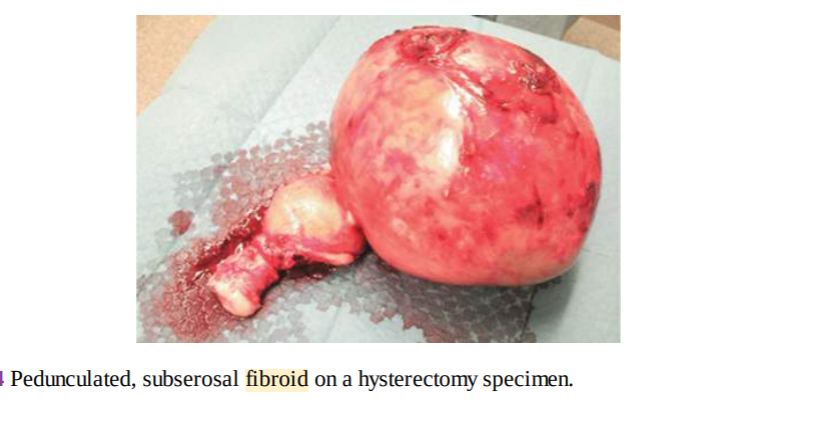 Pedunculated, subserosal fibroid on a hysterectomy specimen.